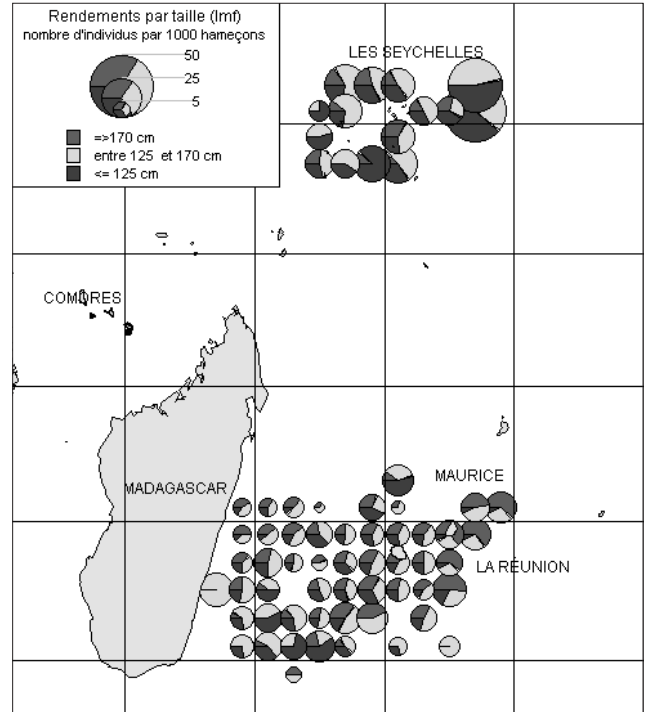 Rendements par taille (lmf)
nombre d'individus par 1000 hameçons
50
25
5
=>170 cm
entre 125 et 170 cm
<= 125 cm
LES SEYCHELLES
COMORES
MADAGASCAR
MAURICE
LA RÉUNION